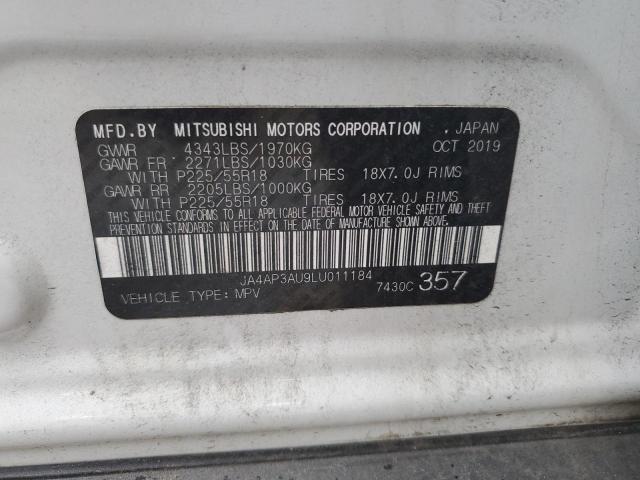 MFD.BY MITSUBISHI MOTORS CORPORATION . JAPAN
GVWR 4343LBS/1970KG OCT 2019
GAWR FR 2271LBS/1030KG
WITH P225/55R18 TIRES 18X7.0J RIMS
GAWR RR 2205LBS/1000KG
WITH P225/55R18 TIRES 18X7.0J RIMS
THIS VEHICLE CONFORMS TO ALL APPLICABLE FEDERAL MOTOR VEHICLE SAFETY AND THEFT
PREVENTION STANDARDS IN EFFECT ON THE DATE OF MANUFACTURE SHOWN ABOVE.
JA4AP3AU9LU011184
VEHICLE TYPE: MPV 7430C 357